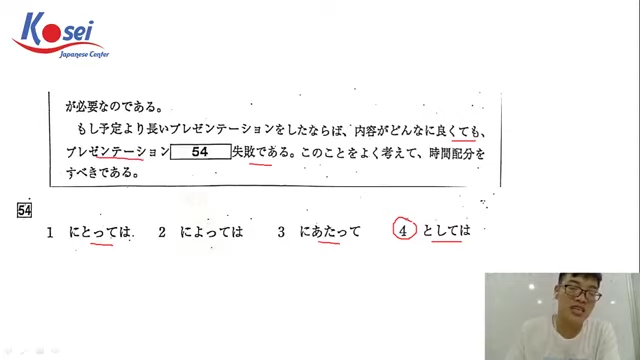 Kosei
Japanese Center
が必要なのである。
もし予定より長いプレゼンテーションをしたならば、内容がどんなに良くても、
プレゼンテーション 54 失敗である。このことをよく考えて、時間配分を
すべきである。
54
1 にとっては 2 によっては 3 にあたって 4 としては